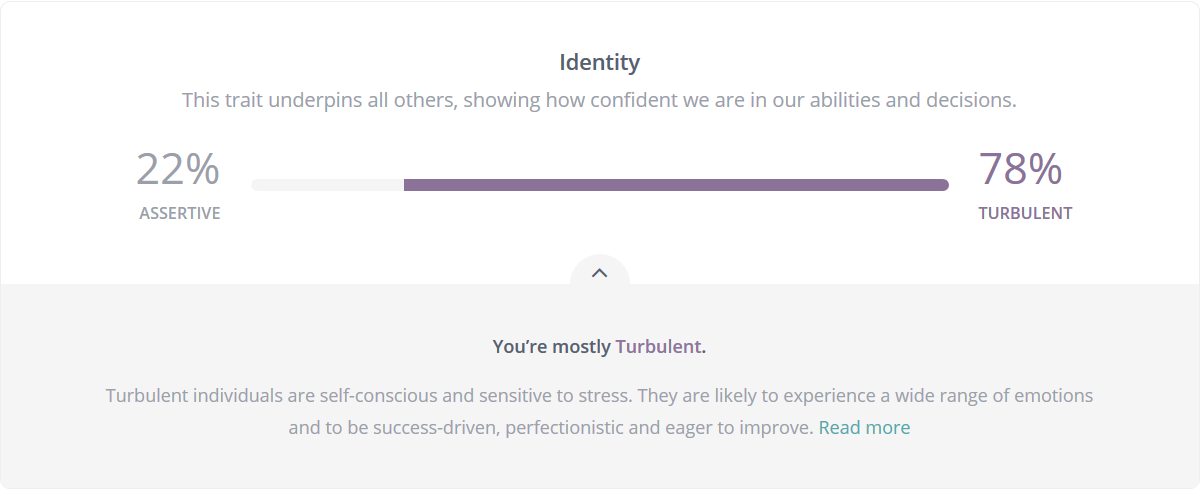 Identity
This trait underpins all others, showing how confident we are in our abilities and decisions.
22%
ASSERTIVE
78%
TURBULENT
You’re mostly Turbulent.
Turbulent individuals are self-conscious and sensitive to stress. They are likely to experience a wide range of emotions
and to be success-driven, perfectionistic and eager to improve. Read more